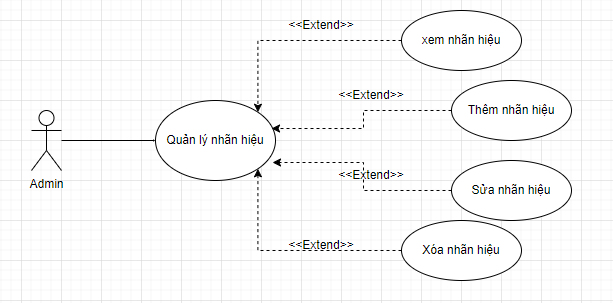 <<Extend>>
xem nhãn hiệu
<<Extend>>
Thêm nhãn hiệu
Quản lý nhãn hiệu
Admin
<<Extend>>
Sửa nhãn hiệu
<<Extend>>
Xóa nhãn hiệu